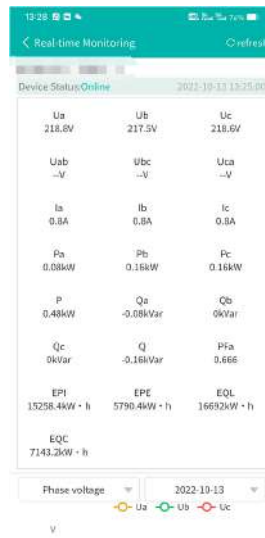 13:28
76%
Real-time Monitoring
refresh
Device Status:Online 2022-10-13 13:25:00
Ua Ub Uc
218.8V 217.5V 218.6V
Uab Ubc Uca
--V --V --V
Ia Ib Ic
0.8A 0.8A 0.8A
Pa Pb Pc
0.08kW 0.16kW 0.16kW
P Qa Qb
0.48kW -0.08kVar 0kVar
Qc Q PFa
0kVar -0.16kVar 0.666
EPI EPE EQL
15258.4kW·h 5790.4kW·h 16692kW·h
EQC
7143.2kW·h
Phase voltage 2022-10-13
Ua Ub Uc
V